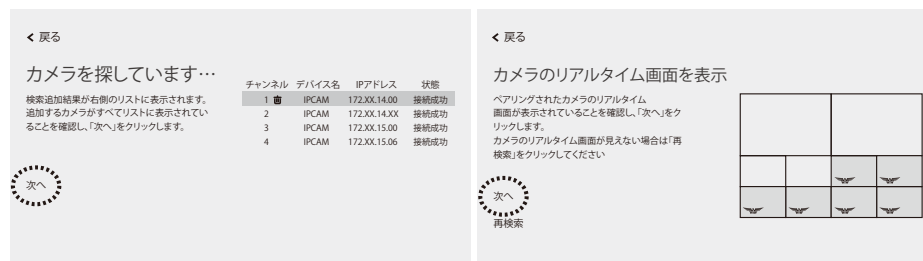 < 戻る
カメラを探しています…
検索追加結果が右側のリストに表示されます。
追加するカメラがすべてリストに表示されてい
ることを確認し、「次へ」をクリックします。
次へ
チャンネル デバイス名 IPアドレス 状態
1 IPCAM 172.XX.14.00 接続成功
2 IPCAM 172.XX.14.XX 接続成功
3 IPCAM 172.XX.15.00 接続成功
4 IPCAM 172.XX.15.06 接続成功
< 戻る
カメラのリアルタイム画面を表示
ペアリングされたカメラのリアルタイム
画面が表示されていることを確認し、「次へ」をク
リックします。
カメラのリアルタイム画面が見えない場合は「再
検索」をクリックしてください
次へ
再検索